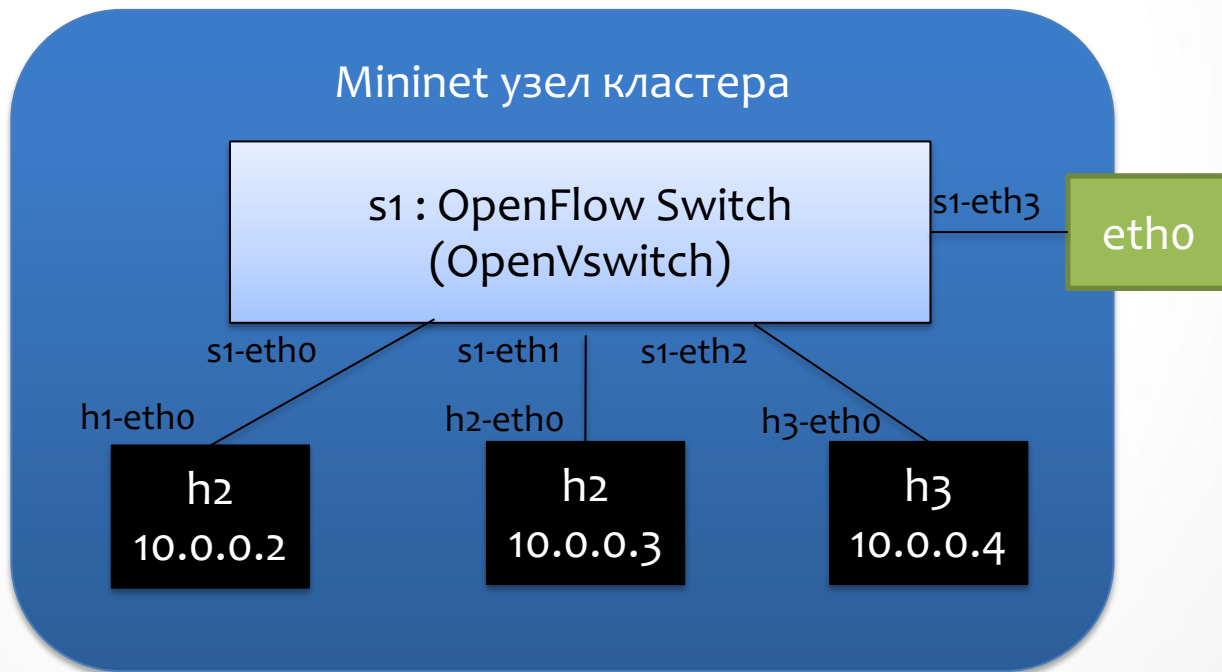 Mininet узел кластера
s1 : OpenFlow Switch
(OpenVswitch)
s1-eth3
eth0
s1-eth0
s1-eth1
s1-eth2
h1-eth0
h2-eth0
h3-eth0
h2
10.0.0.2
h2
10.0.0.3
h3
10.0.0.4